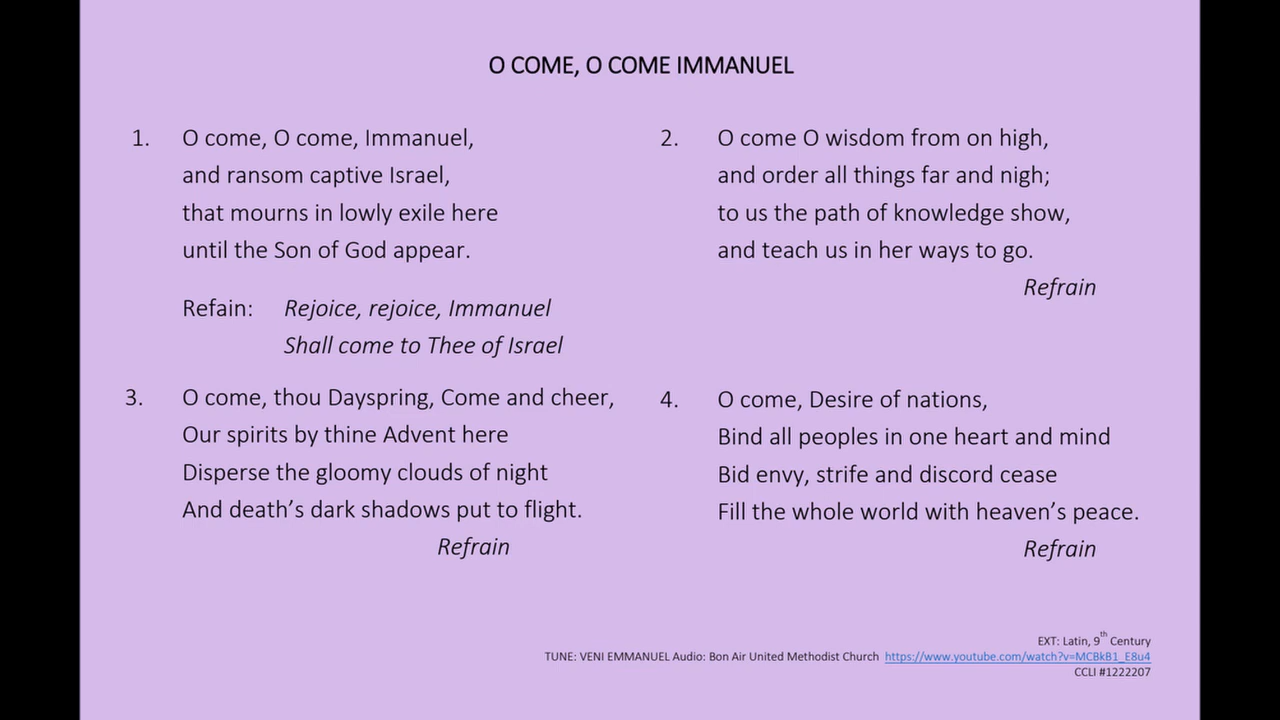 O COME, O COME IMMANUEL
1. O come, O come, Immanuel,
and ransom captive Israel,
that mourns in lowly exile here
until the Son of God appear.
Refain: Rejoice, rejoice, Immanuel
Shall come to Thee of Israel
2. O come O wisdom from on high,
and order all things far and nigh;
to us the path of knowledge show,
and teach us in her ways to go.
Refrain
3. O come, thou Dayspring, Come and cheer,
Our spirits by thine Advent here
Disperse the gloomy clouds of night
And death’s dark shadows put to flight.
Refrain
4. O come, Desire of nations,
Bind all peoples in one heart and mind
Bid envy, strife and discord cease
Fill the whole world with heaven’s peace.
Refrain
EXT: Latin, 9th Century
TUNE: VENI EMMANUEL Audio: Bon Air United Methodist Church https://www.youtube.com/watch?v=MCBkB1_E8u4
CCLI #1222207